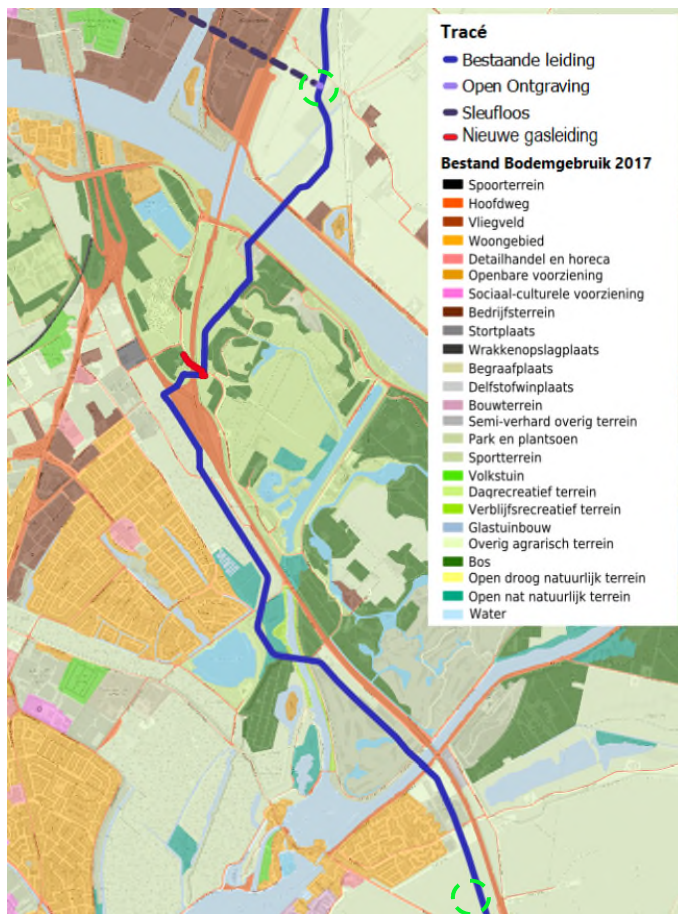 Tracé
Bestaande leiding
Open Ontgraving
Sleufloos
Nieuwe gasleiding
Bestand Bodemgebruik 2017
Spoorterrein
Hoofdweg
Vliegveld
Woongebied
Detailhandel en horeca
Openbare voorziening
Sociaal-culturele voorziening
Bedrijfsterrein
Stortplaats
Wrakkenopslagplaats
Begraafplaats
Delfstofwinplaats
Bouwterrein
Semi-verhard overig terrein
Park en plantsoen
Sportterrein
Volkstuin
Dagrecreatief terrein
Verblijfsrecreatief terrein
Glastuinbouw
Overig agrarisch terrein
Bos
Open droog natuurlijk terrein
Open nat natuurlijk terrein
Water